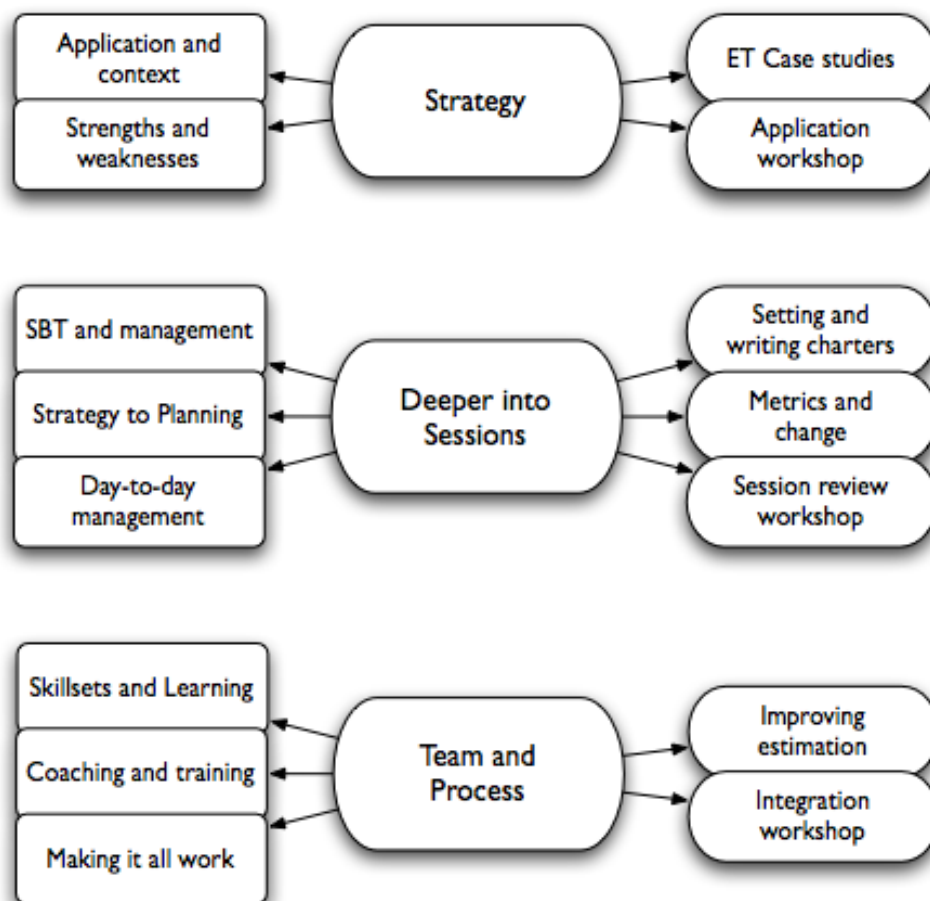 Application and
context
Strengths and
weaknesses
Strategy
ET Case studies
Application
workshop
SBT and management
Strategy to Planning
Day-to-day
management
Deeper into
Sessions
Setting and
writing charters
Metrics and
change
Session review
workshop
Skillsets and Learning
Coaching and training
Making it all work
Team and
Process
Improving
estimation
Integration
workshop